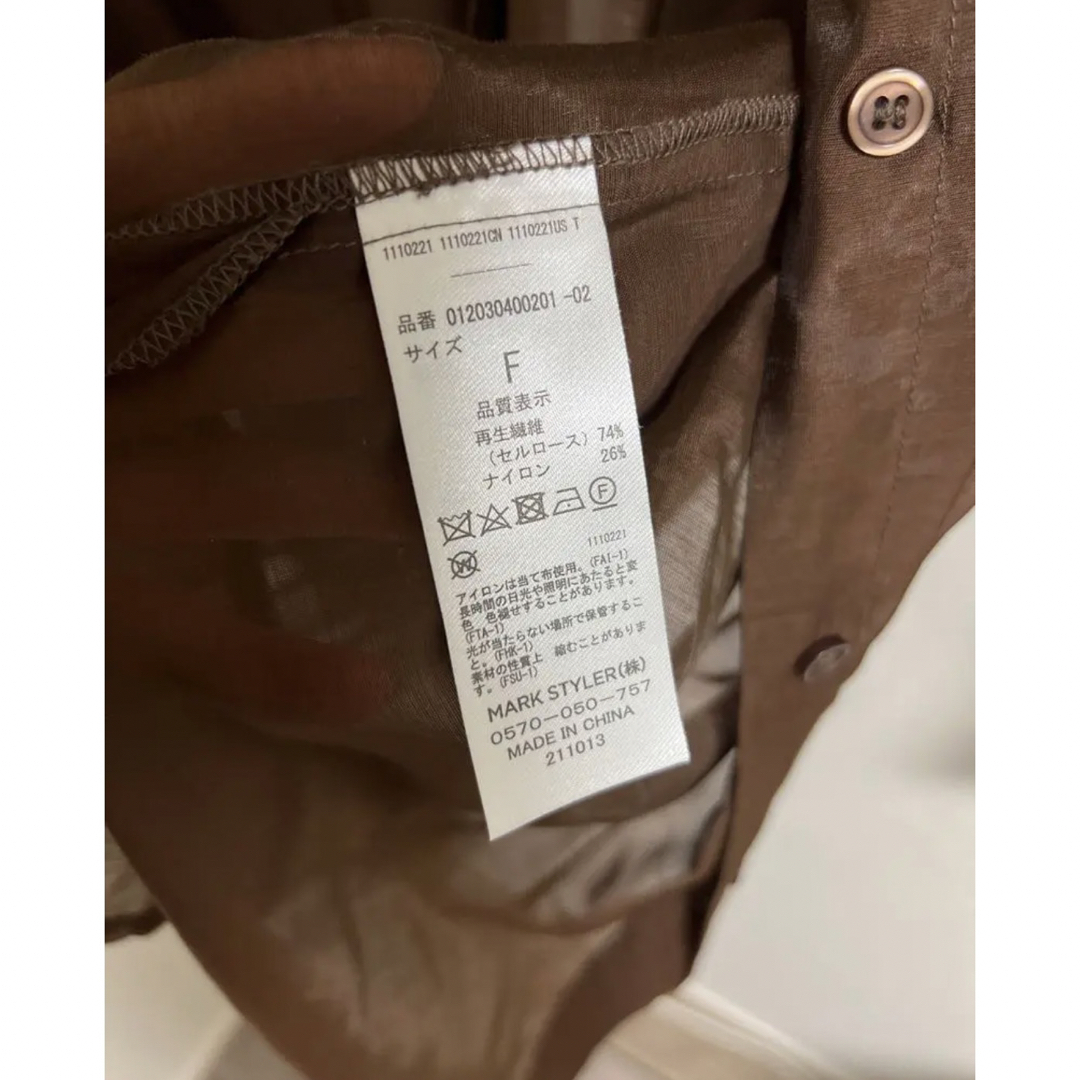 1110221 1110221CN 1110221US T
品番 012030400201 -02
サイズ
F
品質表示
再生繊維
(セルロース) 74%
ナイロン 26%
F
W
1110221
アイロンは当て布使用。(FAI-1)
長時間の日光や照明にあたると変
色 色褪せすることがあります。
(FTA-1)
光が当たらない場所で保管するこ
と。(FHK-1)
素材の性質上 縮むことがありま
す。(FSU-1)
MARK STYLER(株)
0570-050-757
MADE IN CHINA
211013